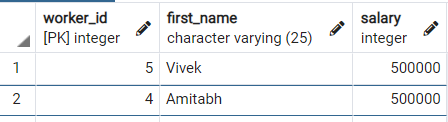 worker_id first_name salary
[PK] integer character varying (25) integer
1 5 Vivek 500000
2 4 Amitabh 500000